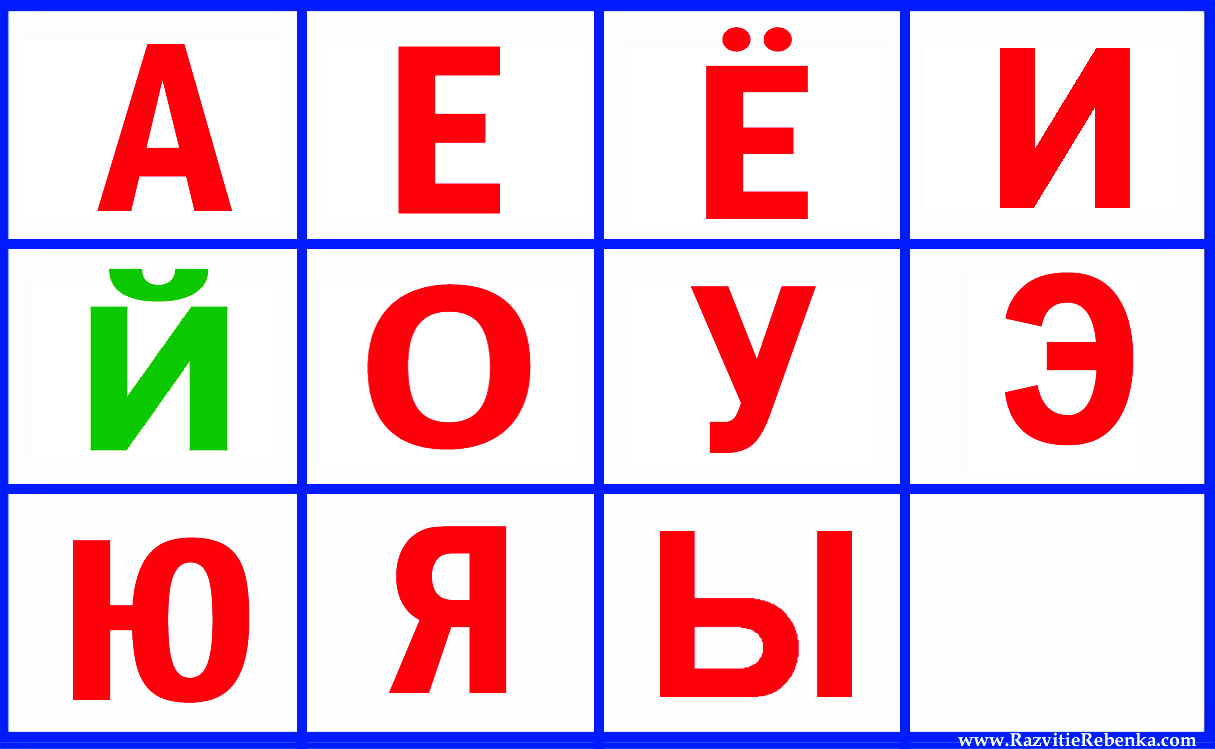 А Е Ё И
Й О У Э
Ю Я Ы
www.RazvitieRebenka.com